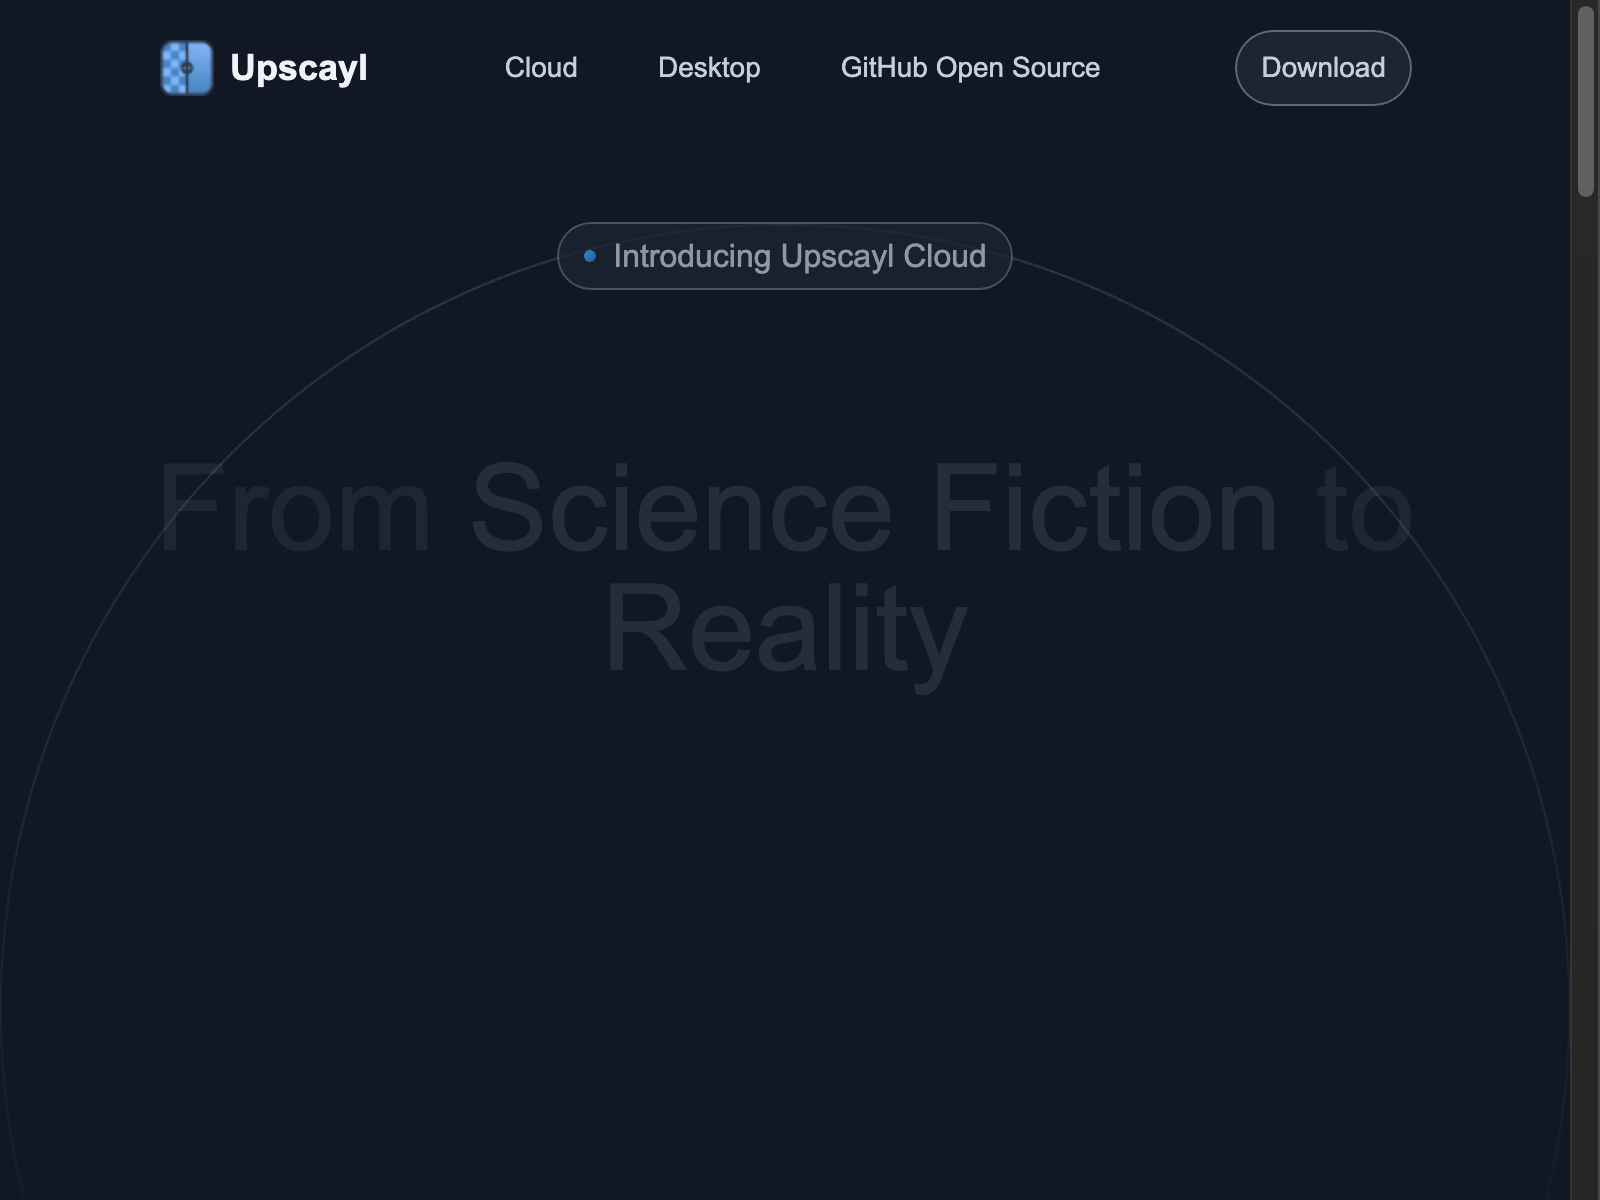 Upscayl
Cloud
Desktop
GitHub Open Source
Download
Introducing Upscayl Cloud
From Science Fiction to
Reality